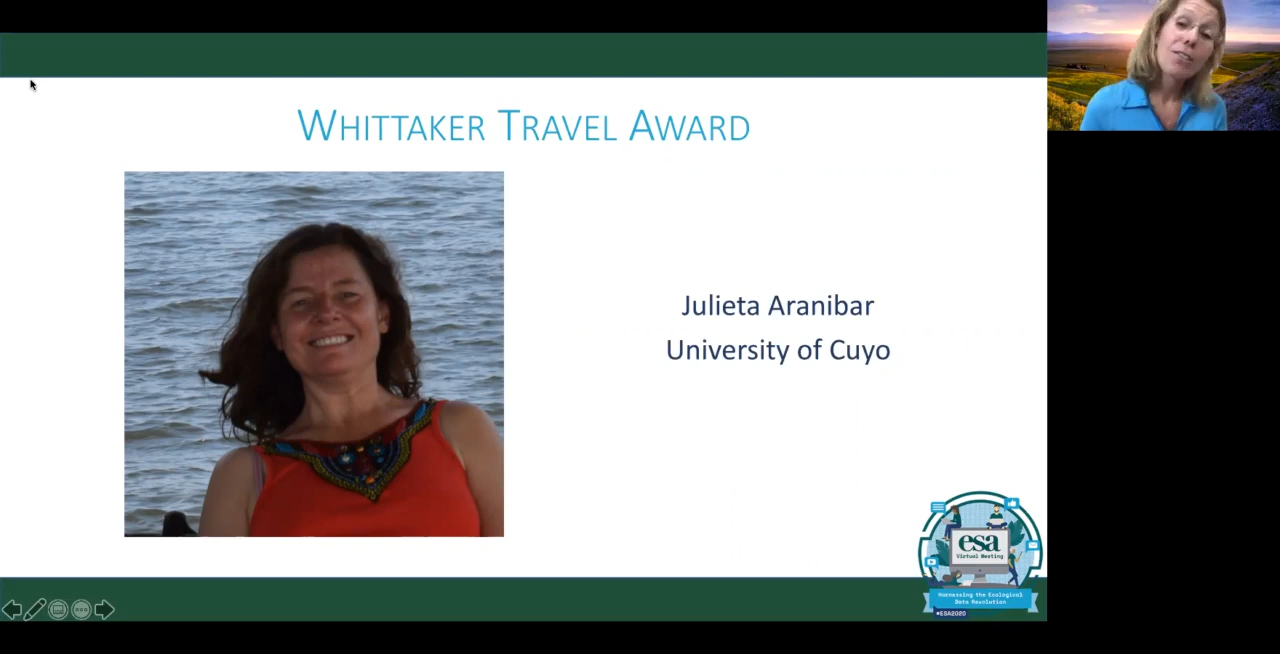 WHITTAKER TRAVEL AWARD
Julieta Aranibar
University of Cuyo
esa
Virtual Meeting
Harnessing the Ecological
Data Revolution
#ESA2020